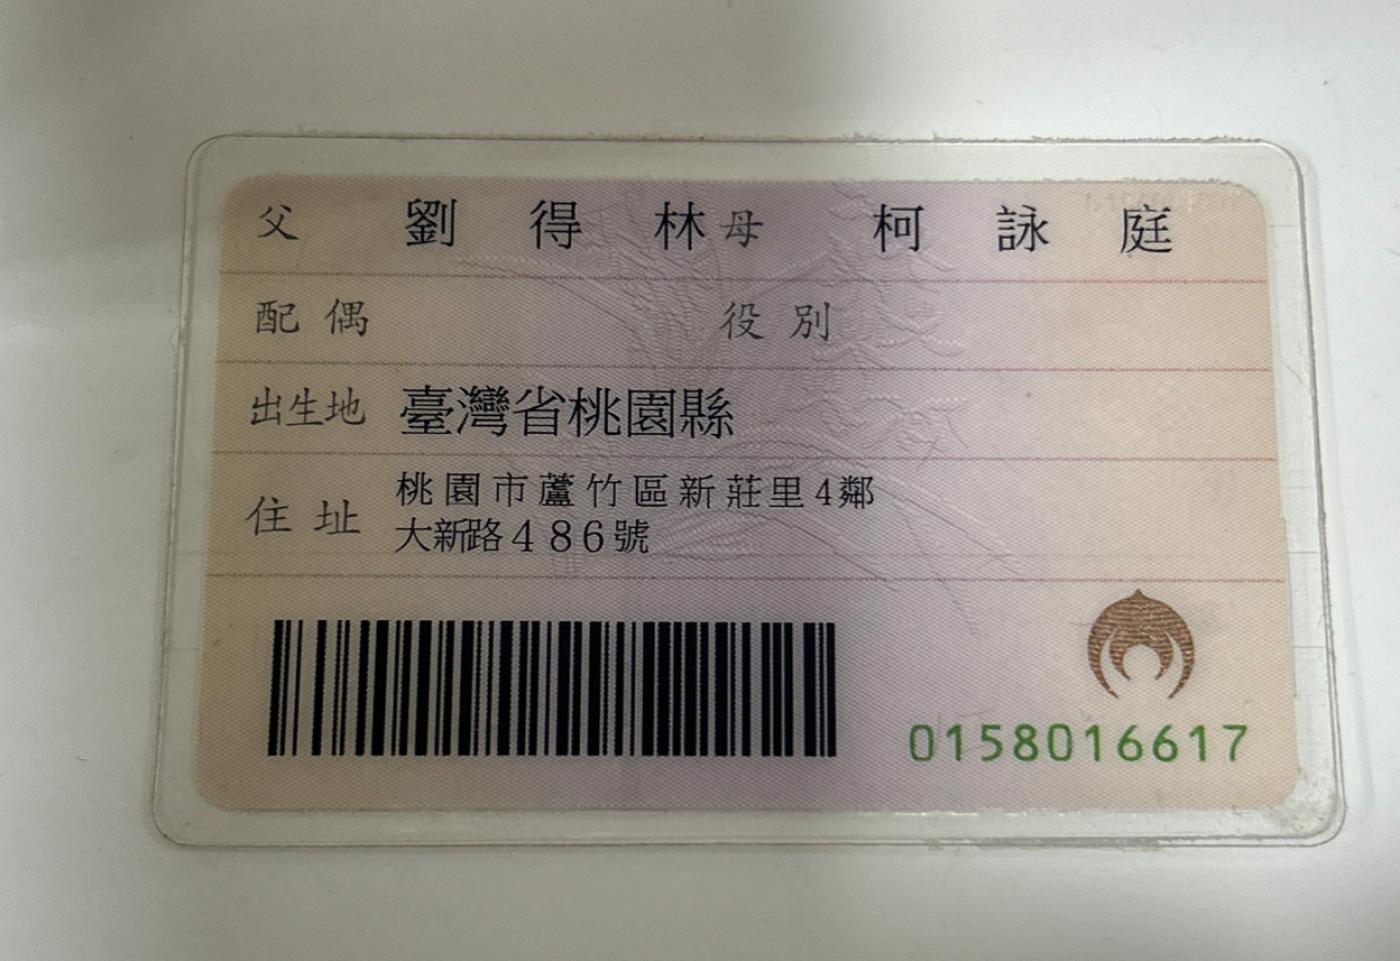 父 劉得林 母 柯詠庭
配偶 役別
出生地 臺灣省桃園縣
住址 桃園市蘆竹區新莊里4鄰
大新路486號
0158016617